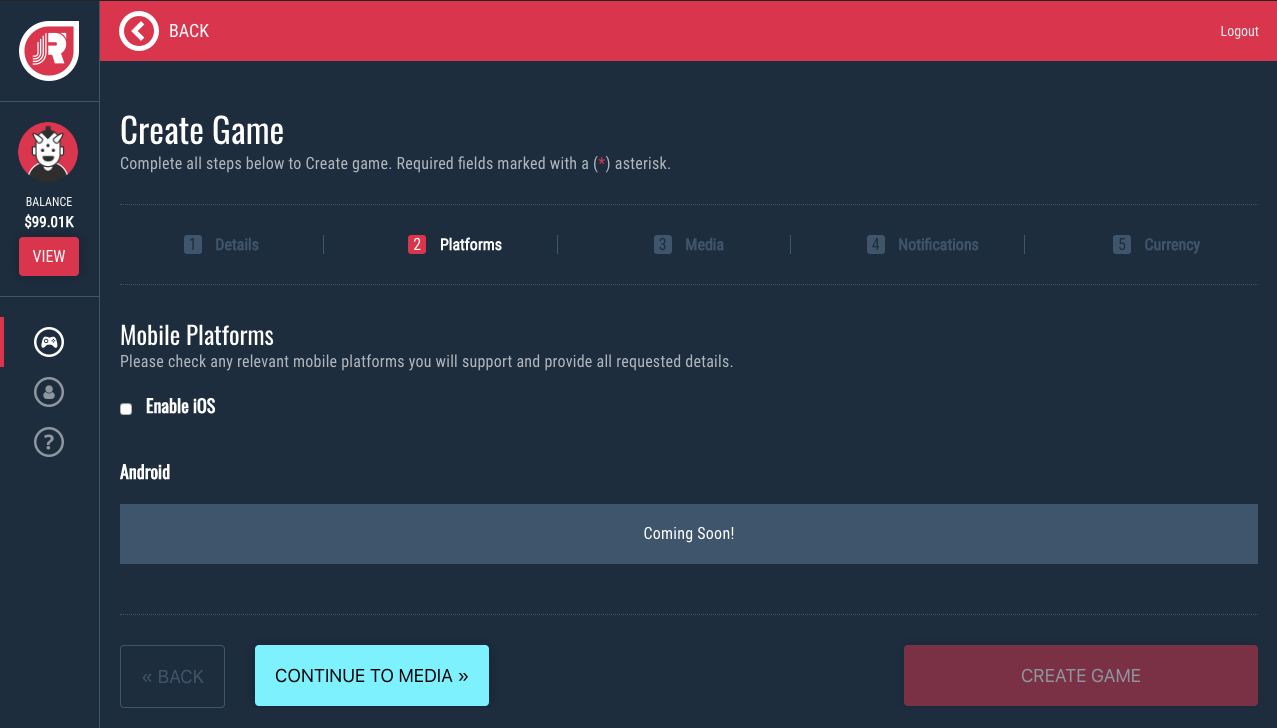 BACK
Logout
BALANCE
$99.01K
VIEW
Create Game
Complete all steps below to Create game. Required fields marked with a (*) asterisk.
1 Details
2 Platforms
3 Media
4 Notifications
5 Currency
Mobile Platforms
Please check any relevant mobile platforms you will support and provide all requested details.
Enable iOS
Android
Coming Soon!
« BACK
CONTINUE TO MEDIA »
CREATE GAME